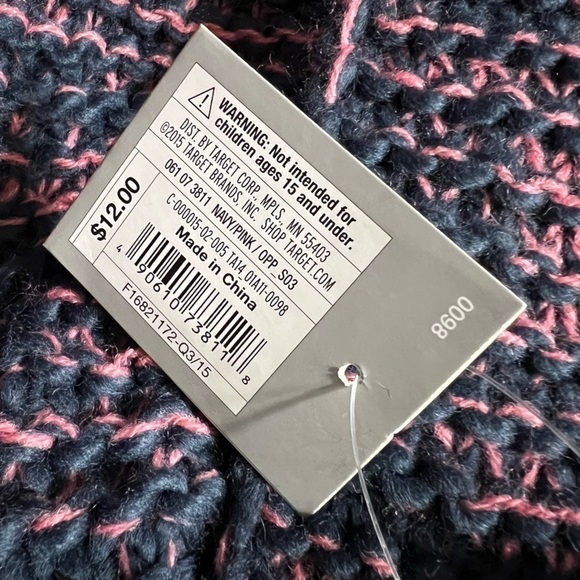 WARNING: Not intended for
children ages 15 and under.
DIST. BY TARGET CORP., MPLS, MN 55403
©2015 TARGET BRANDS, INC. SHOP TARGET.COM
061 07 3811 NAVY/PINK / OPP_S03
C-000015-02-005 TA14_01A11-0098
Made in China
$12.00
4 90610 73811 8
F16821172-Q3/15
8600